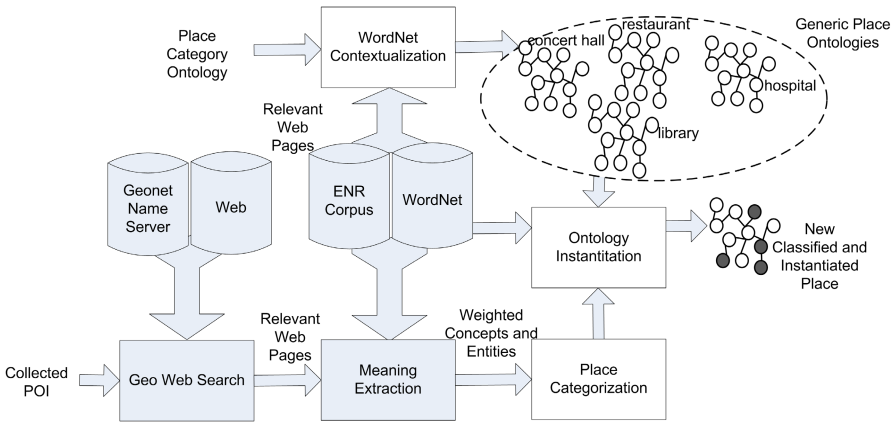 Place
Category
Ontology
WordNet
Contextualization
concert hall
restaurant
hospital
library
Generic Place
Ontologies
Relevant
Web
Pages
Geonet
Name
Server
Web
ENR
Corpus
WordNet
Ontology
Instantitation
New
Classified and
Instantiated
Place
Collected
POI
Geo Web Search
Relevant
Web
Pages
Meaning
Extraction
Weighted
Concepts and
Entities
Place
Categorization